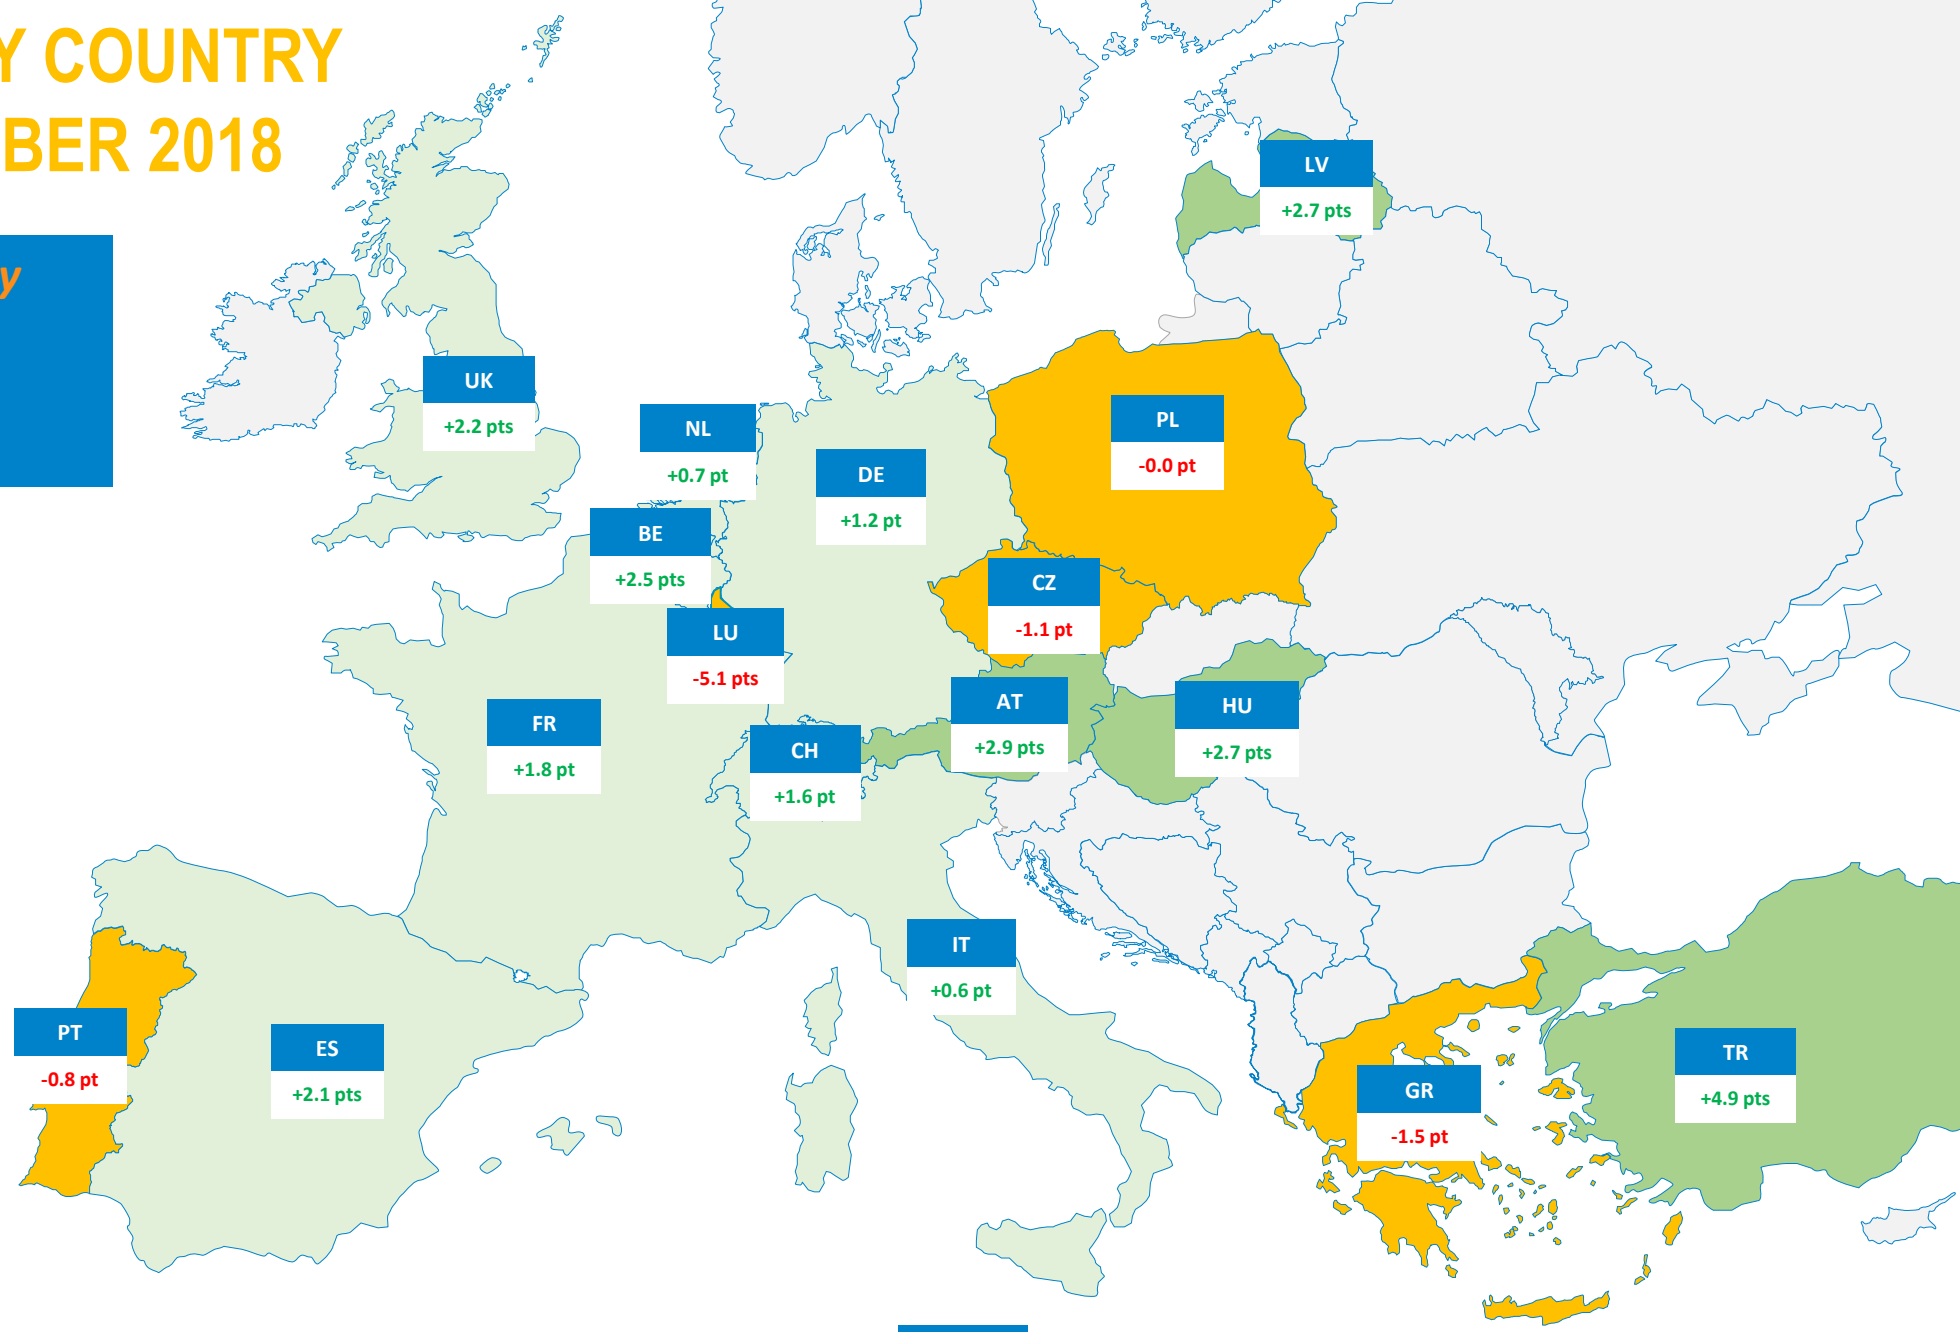 Y COUNTRY
BER 2018
y
LV
+2.7 pts
UK
+2.2 pts
NL
+0.7 pt
PL
-0.0 pt
DE
+1.2 pt
BE
+2.5 pts
CZ
-1.1 pt
LU
-5.1 pts
AT
+2.9 pts
HU
+2.7 pts
FR
+1.8 pt
CH
+1.6 pt
IT
+0.6 pt
PT
-0.8 pt
ES
+2.1 pts
TR
+4.9 pts
GR
-1.5 pt